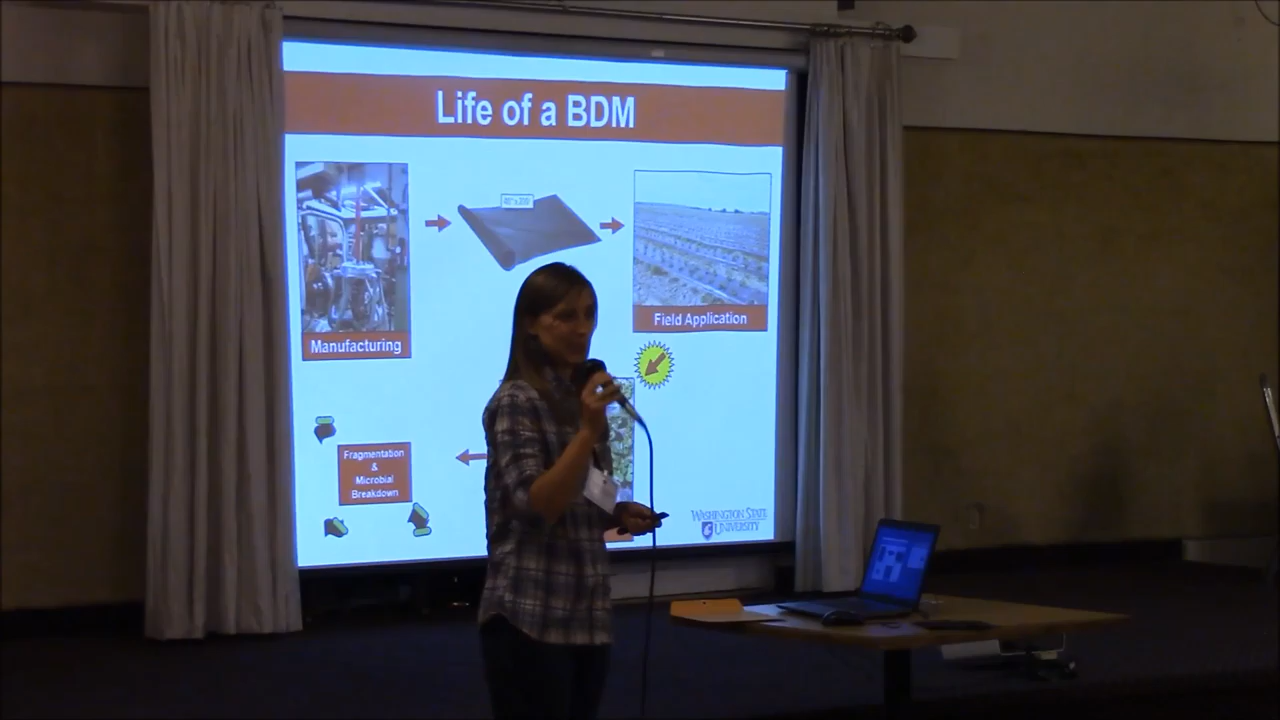 Life of a BDM
Manufacturing
Field Application
Fragmentation
&
Microbial
Breakdown
WASHINGTON STATE
UNIVERSITY